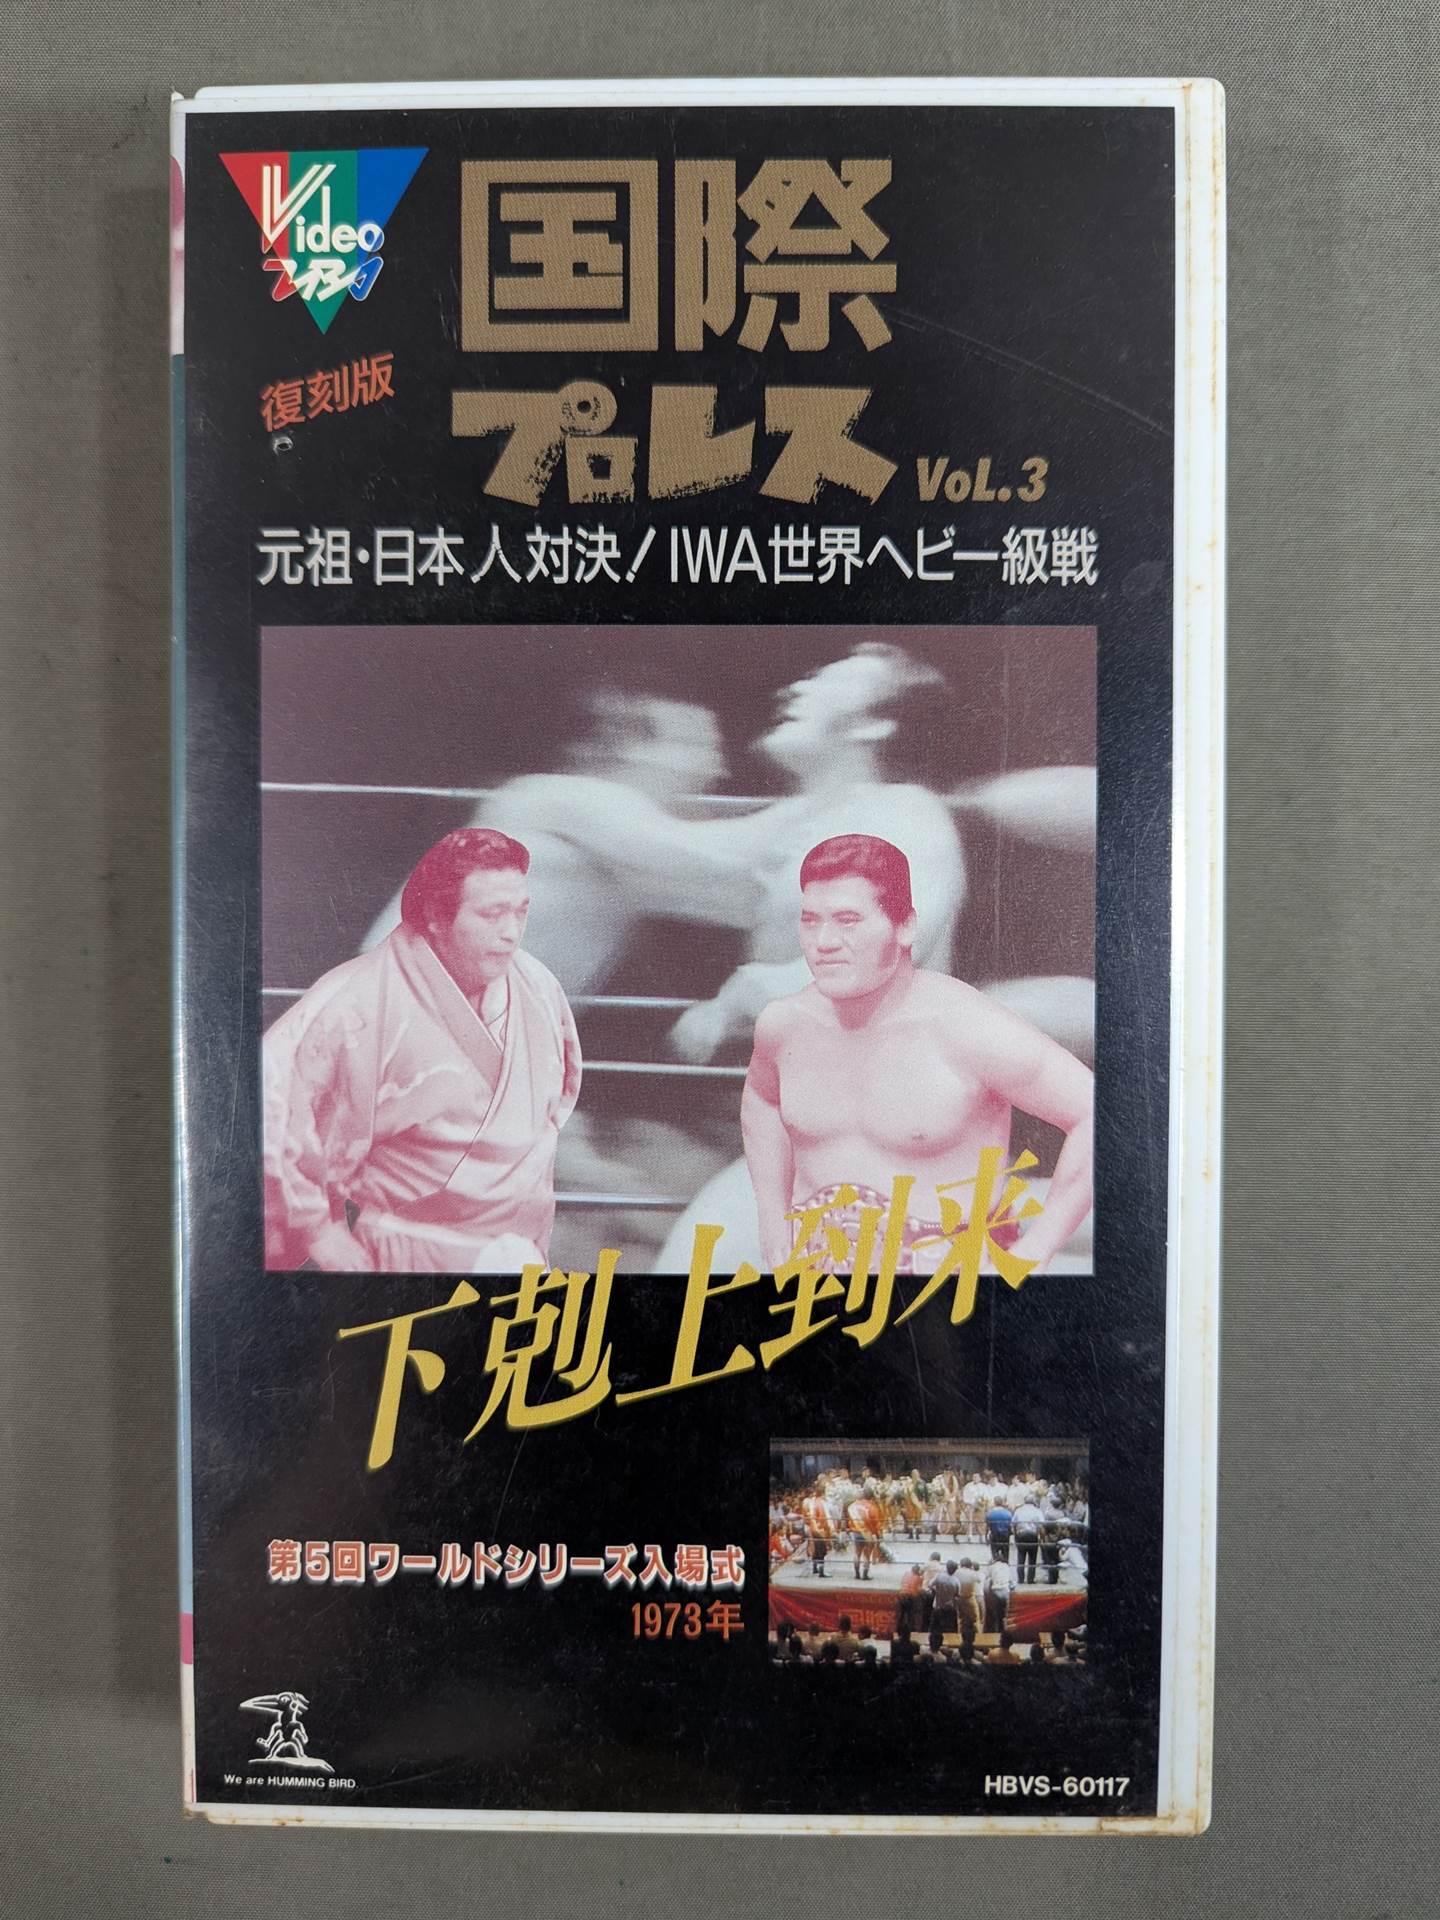 Video
復刻版
国際
プロレス VOL.3
元祖・日本人対決!IWA世界ヘビー級戦
下剋上到来
第5回ワールドシリーズ入場式
1973年
国際
We are HUMMING BIRD.
HBVS-60117